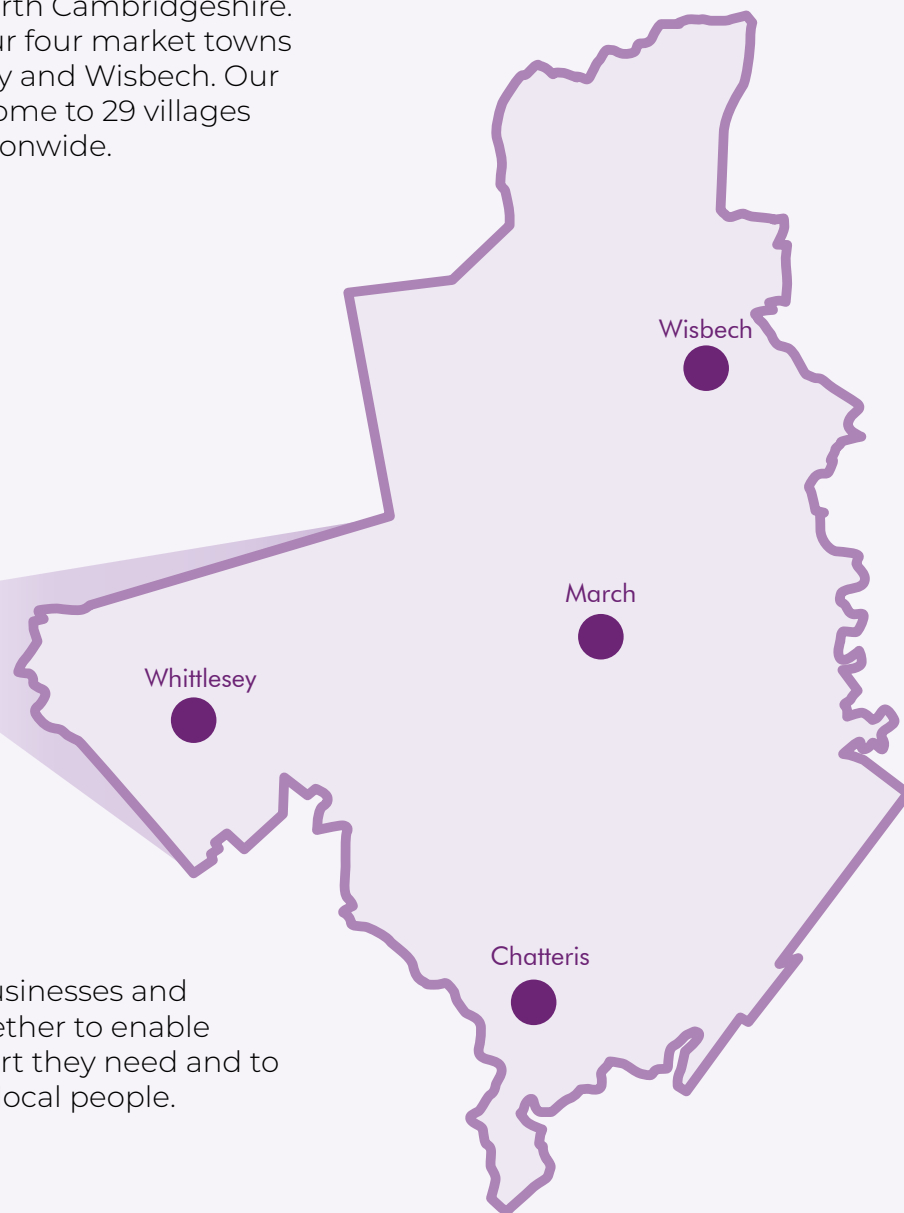 rth Cambridgeshire.
ur four market towns
y and Wisbech. Our
ome to 29 villages
onwide.
Wisbech
March
Whittlesey
Chatteris
usinesses and
ether to enable
rt they need and to
local people.